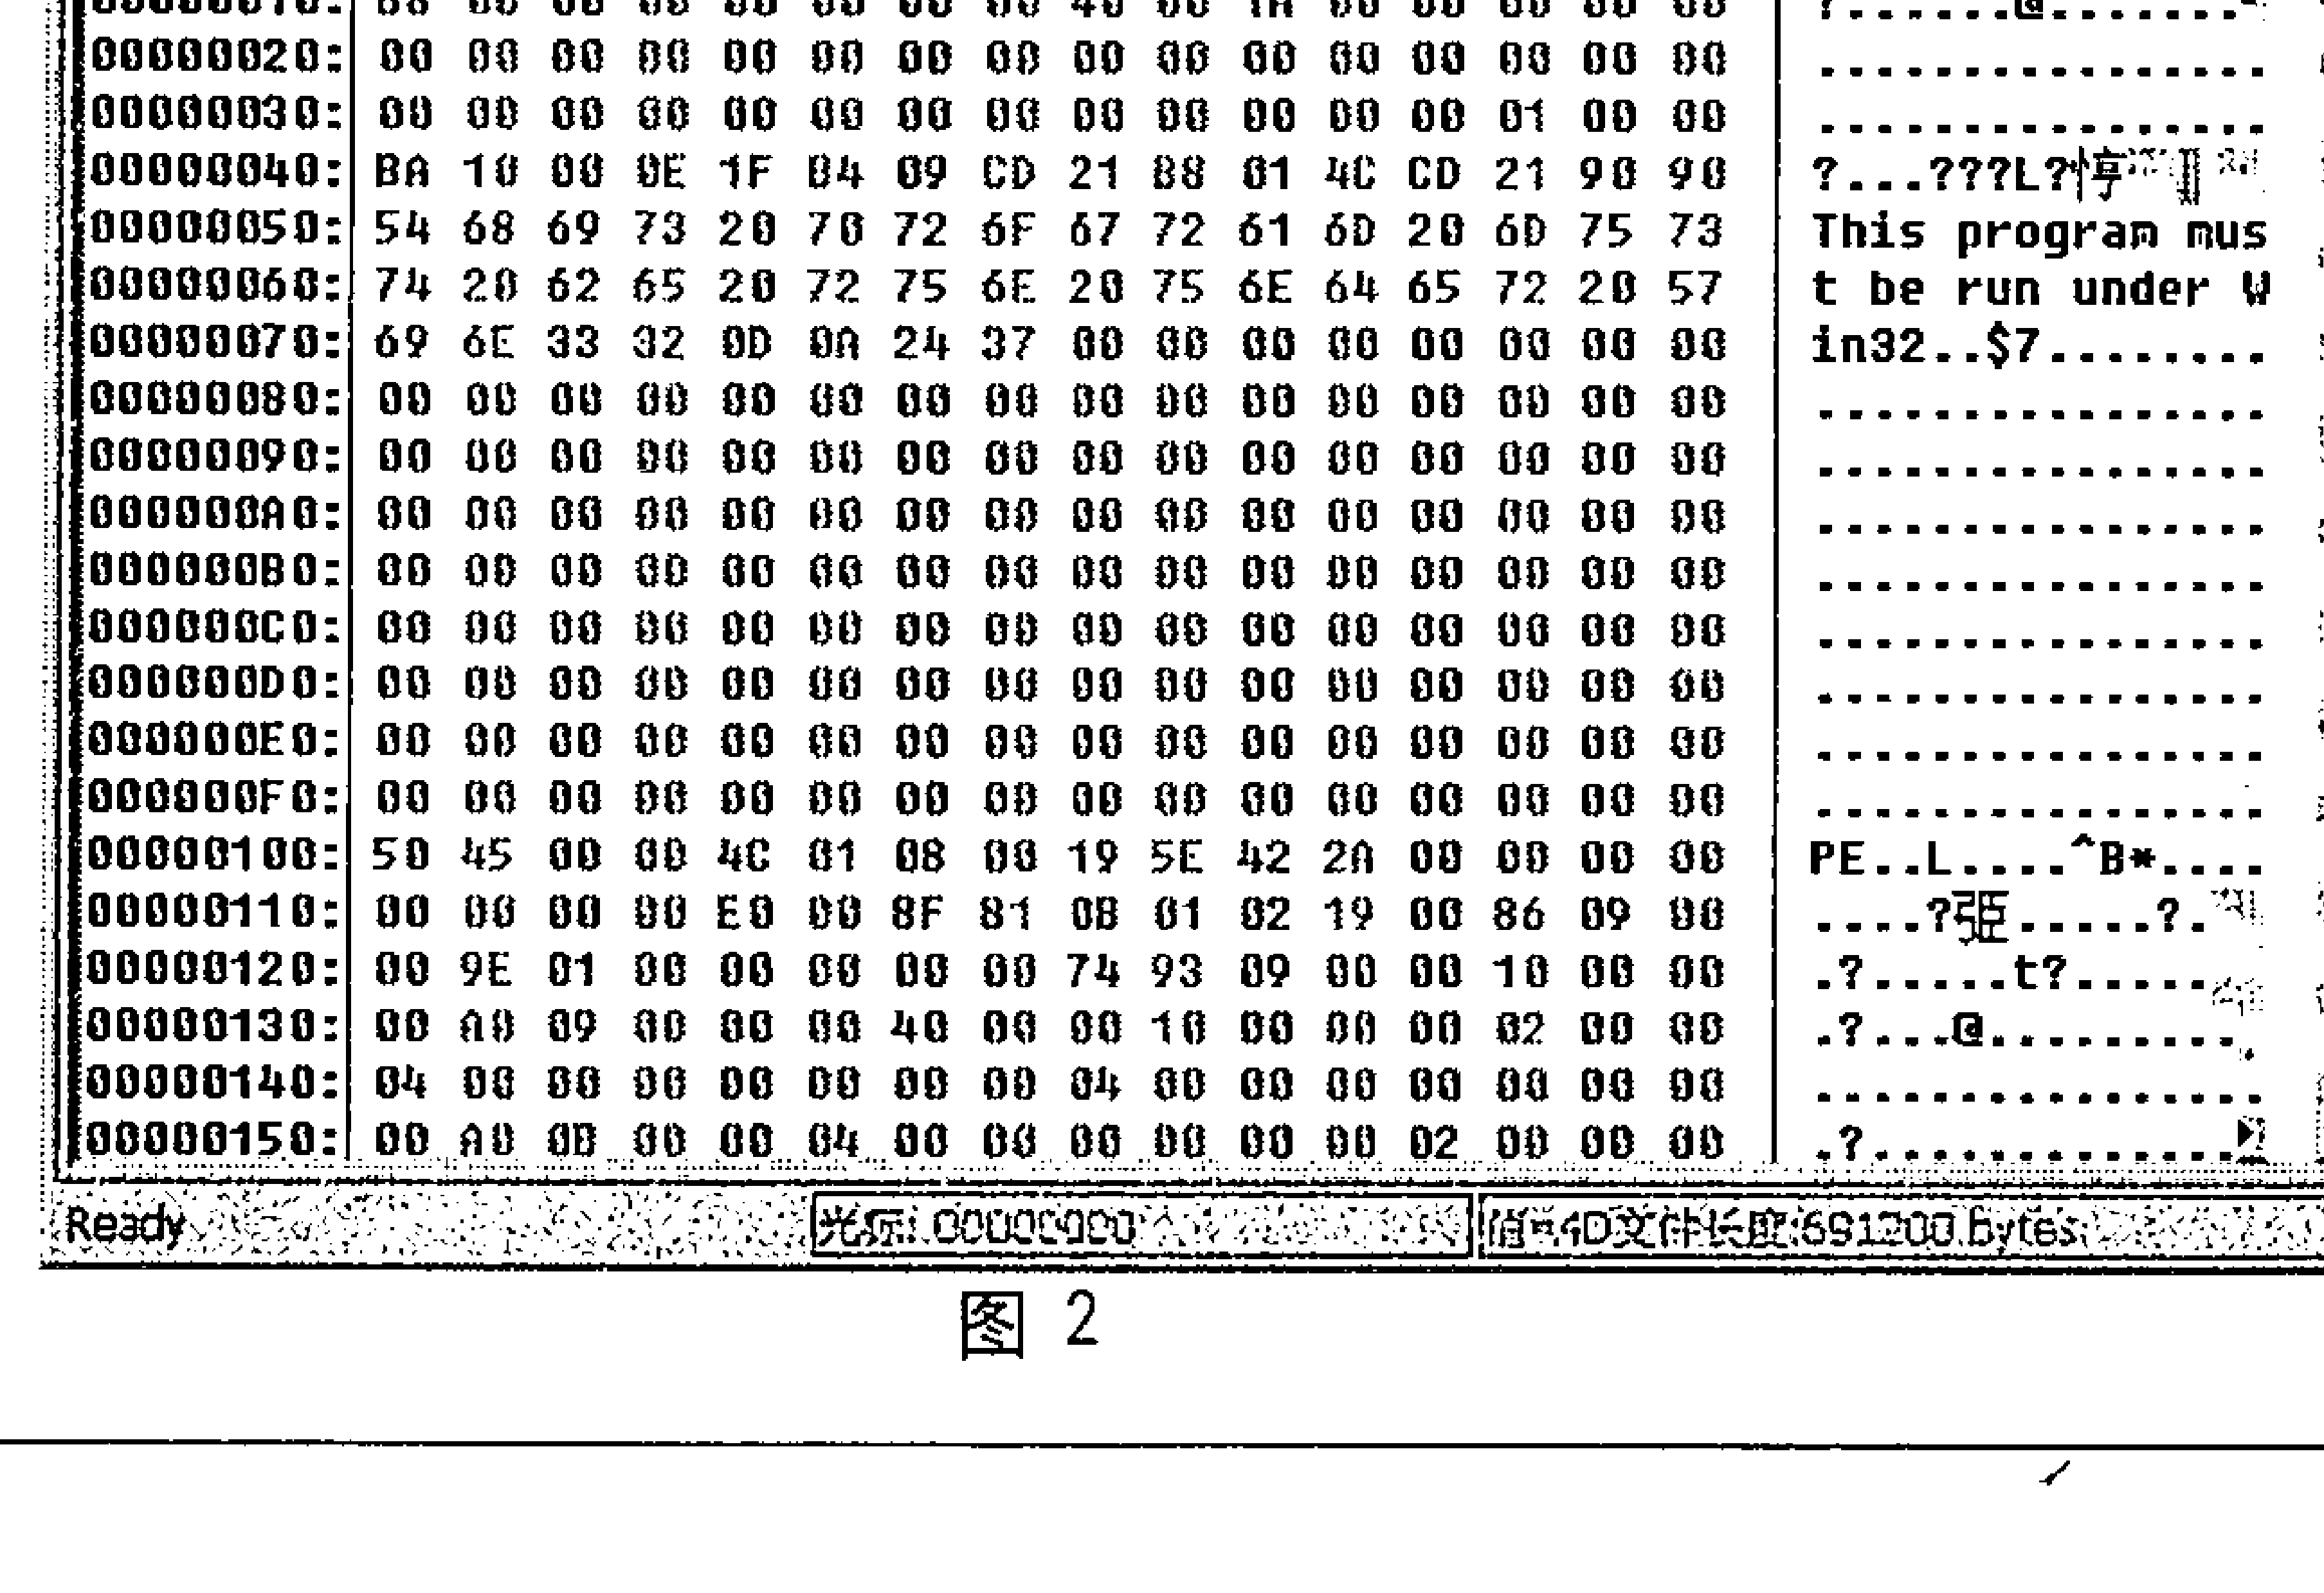 00000020: 00 00 00 00 00 00 00 00 00 00 00 00 00 00 00 00 ................
00000030: 00 00 00 00 00 00 00 00 00 00 00 00 00 01 00 00 ................
00000040: BA 10 00 0E 1F B4 09 CD 21 B8 01 4C CD 21 90 90 ?...???L?
00000050: 54 68 69 73 20 70 72 6F 67 72 61 6D 20 6D 75 73 This program mus
00000060: 74 20 62 65 20 72 75 6E 20 75 6E 64 65 72 20 57 t be run under W
00000070: 69 6E 33 32 0D 0A 24 37 00 00 00 00 00 00 00 00 in32..$7........
00000080: 00 00 00 00 00 00 00 00 00 00 00 00 00 00 00 00 ................
00000090: 00 00 00 00 00 00 00 00 00 00 00 00 00 00 00 00 ................
000000A0: 00 00 00 00 00 00 00 00 00 00 00 00 00 00 00 00 ................
000000B0: 00 00 00 00 00 00 00 00 00 00 00 00 00 00 00 00 ................
000000C0: 00 00 00 00 00 00 00 00 00 00 00 00 00 00 00 00 ................
000000D0: 00 00 00 00 00 00 00 00 00 00 00 00 00 00 00 00 ................
000000E0: 00 00 00 00 00 00 00 00 00 00 00 00 00 00 00 00 ................
000000F0: 00 00 00 00 00 00 00 00 00 00 00 00 00 00 00 00 ................
00000100: 50 45 00 00 4C 01 08 00 19 5E 42 2A 00 00 00 00 PE..L....^B*....
00000110: 00 00 00 00 E0 00 8F 81 0B 01 02 19 00 86 09 00 ....?弫.....?.
00000120: 00 9E 01 00 00 00 00 00 74 93 09 00 00 10 00 00 .?.....t?.....
00000130: 00 A0 09 00 00 00 40 00 00 10 00 00 00 02 00 00 .?...@.........
00000140: 04 00 00 00 00 00 00 00 04 00 00 00 00 00 00 00 ................
00000150: 00 A0 0B 00 00 04 00 00 00 00 00 00 02 00 00 00 .?.............
Ready 光标: 00000000 值=4D文件长度:691200 bytes
图 2